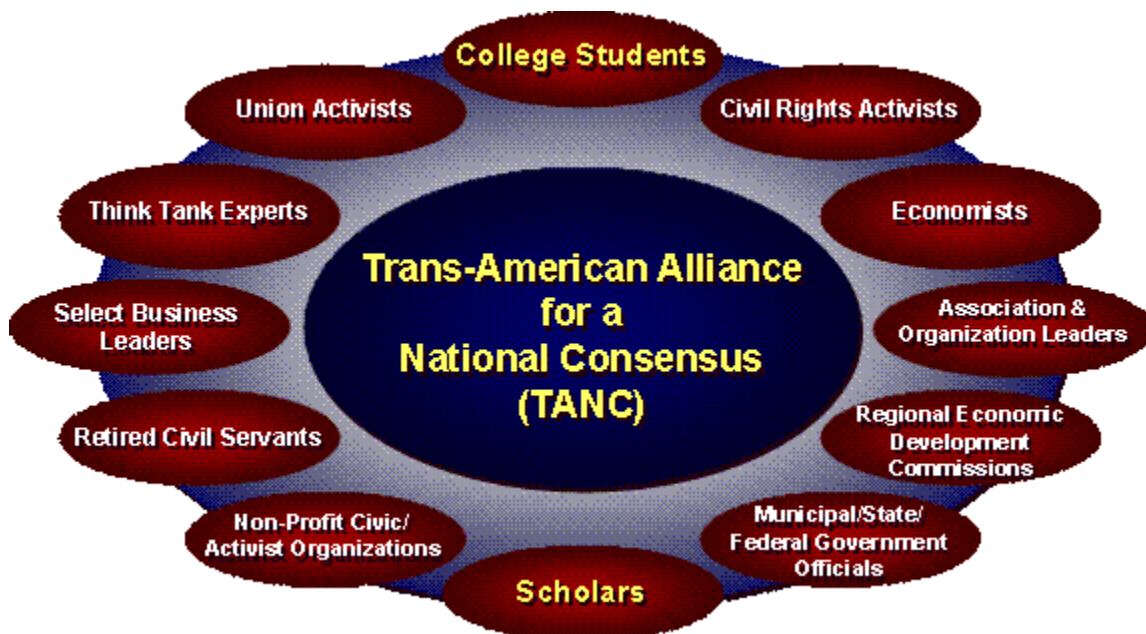 College Students
Union Activists
Civil Rights Activists
Think Tank Experts
Economists
Trans-American Alliance
for a
National Consensus
(TANC)
Select Business
Leaders
Association &
Organization Leaders
Retired Civil Servants
Regional Economic
Development
Commissions
Non-Profit Civic/
Activist Organizations
Municipal/State/
Federal Government
Officials
Scholars